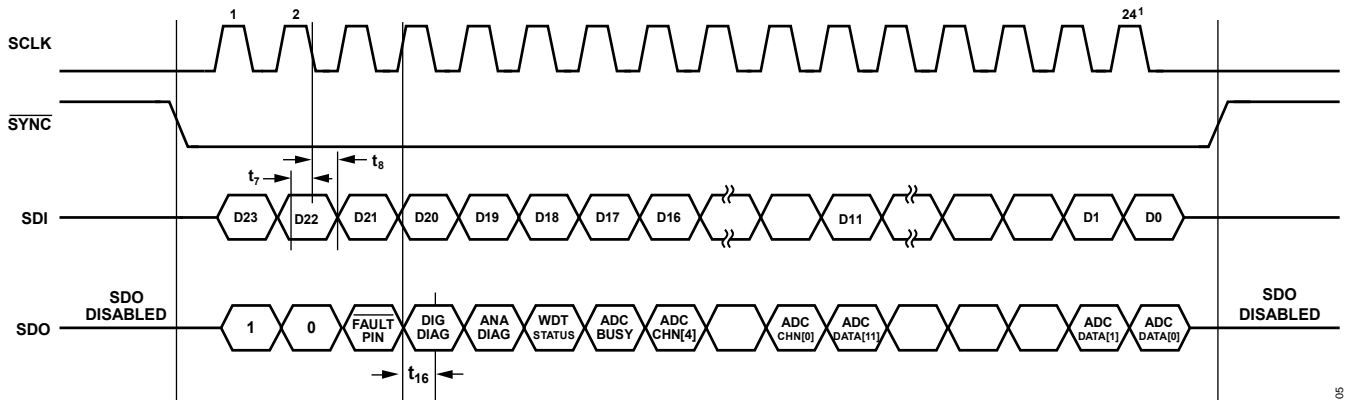 1 2 24¹
SCLK
SYNC
t₈
t₇
SDI D23 D22 D21 D20 D19 D18 D17 D16 D11 D1 D0
SDO DISABLED
SDO DISABLED
SDO 1 0 FAULT PIN DIG DIAG ANA DIAG WDT STATUS ADC BUSY ADC CHN[4] ADC CHN[0] ADC DATA[11] ADC DATA[1] ADC DATA[0]
t₁₆
05